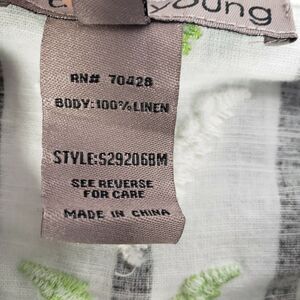 young
RN# 70428
BODY:100%LINEN
STYLE:S29206BM
SEE REVERSE
FOR CARE
MADE IN CHINA